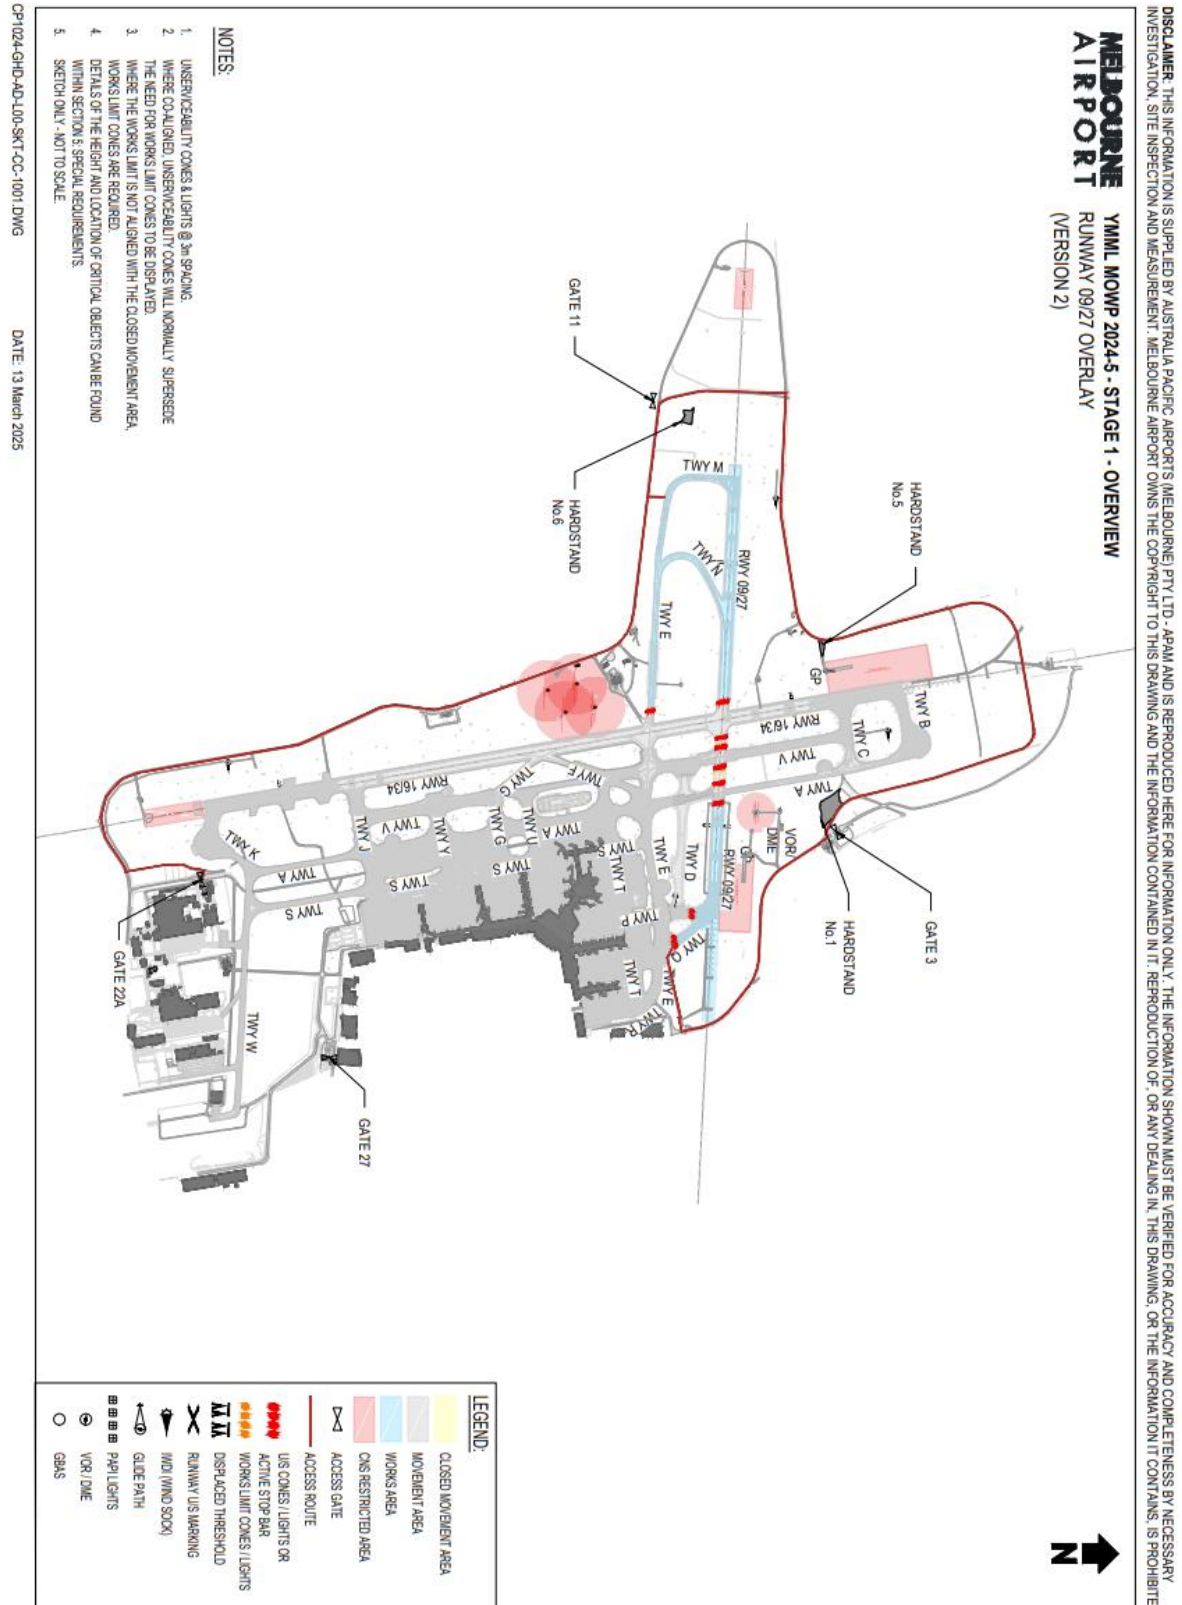 DISCLAIMER: THIS INFORMATION IS SUPPLIED BY AUSTRALIA PACIFIC AIRPORTS (MELBOURNE) PTY LTD - APAM AND IS REPRODUCED HERE FOR INFORMATION ONLY. THE INFORMATION SHOWN MUST BE VERIFIED FOR ACCURACY AND COMPLETENESS BY NECESSARY
INVESTIGATION, SITE INSPECTION AND MEASUREMENT. MELBOURNE AIRPORT OWNS THE COPYRIGHT TO THIS DRAWING AND THE INFORMATION CONTAINED IN IT. REPRODUCTION OF, OR ANY DEALING IN, THIS DRAWING, OR THE INFORMATION IT CONTAINS, IS PROHIBITE
MELBOURNE
AIRPORT
YMML MOWP 2024-5 - STAGE 1 - OVERVIEW
RUNWAY 09/27 OVERLAY
(VERSION 2)
N
HARDSTAND
No.5
GATE 3
HARDSTAND
No.1
GATE 11
HARDSTAND
No.6
GP
TWY B
TWY C
RWY 16/34
TWY V
TWY A
VOR/
DME
GP
TWY M
RWY 09/27
TWY N
TWY E
RWY 09/27
TWY D
TWY E
TWY Q
TWY P
TWY E
TWY T
TWY R
TWY T
TWY S
TWY F
TWY A
TWY G
TWY U
TWY G
TWY S
RWY 16/34
TWY V
TWY Y
TWY S
TWY J
TWY K
TWY A
TWY S
TWY W
GATE 22A
GATE 27
NOTES:
1. UNSERVICEABILITY CONES & LIGHTS @ 3m SPACING.
2. WHERE CO-ALIGNED, UNSERVICEABILITY CONES WILL NORMALLY SUPERSEDE
THE NEED FOR WORKS LIMIT CONES TO BE DISPLAYED.
3. WHERE THE WORKS LIMIT IS NOT ALIGNED WITH THE CLOSED MOVEMENT AREA,
WORKS LIMIT CONES ARE REQUIRED.
4. DETAILS OF THE HEIGHT AND LOCATION OF CRITICAL OBJECTS CAN BE FOUND
WITHIN SECTION 5: SPECIAL REQUIREMENTS.
5. SKETCH ONLY - NOT TO SCALE.
LEGEND:
CLOSED MOVEMENT AREA
MOVEMENT AREA
WORKS AREA
CNS RESTRICTED AREA
ACCESS GATE
ACCESS ROUTE
U/S CONES / LIGHTS OR
ACTIVE STOP BAR
WORKS LIMIT CONES / LIGHTS
DISPLACED THRESHOLD
RUNWAY U/S MARKING
IWDI (WIND SOCK)
GLIDE PATH
PAPI LIGHTS
VOR / DME
GBAS
CP1024-GHD-AD-L00-SKT-CC-1001.DWG
DATE: 13 March 2025